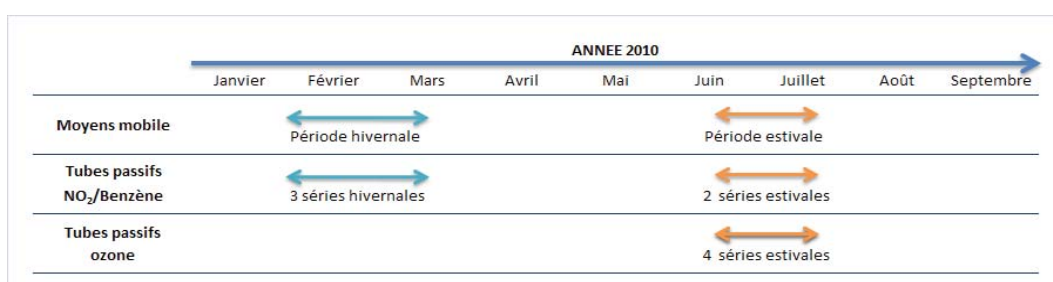 ANNEE 2010
Janvier Février Mars Avril Mai Juin Juillet Août Septembre
Moyens mobile
Période hivernale Période estivale
Tubes passifs
NO₂/Benzène
3 séries hivernales 2 séries estivales
Tubes passifs
ozone
4 séries estivales